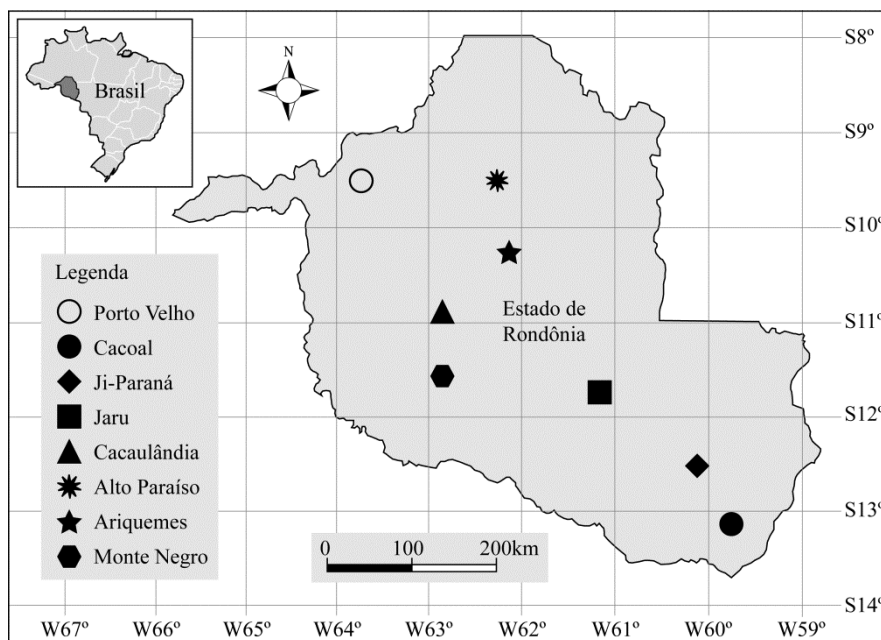 Brasil
N
S8º
S9º
S10º
S11º
S12º
S13º
S14º
Legenda
Porto Velho
Cacoal
Ji-Paraná
Jaru
Cacaulândia
Alto Paraíso
Ariquemes
Monte Negro
Estado de
Rondônia
0 100 200km
W67º W66º W65º W64º W63º W62º W61º W60º W59º